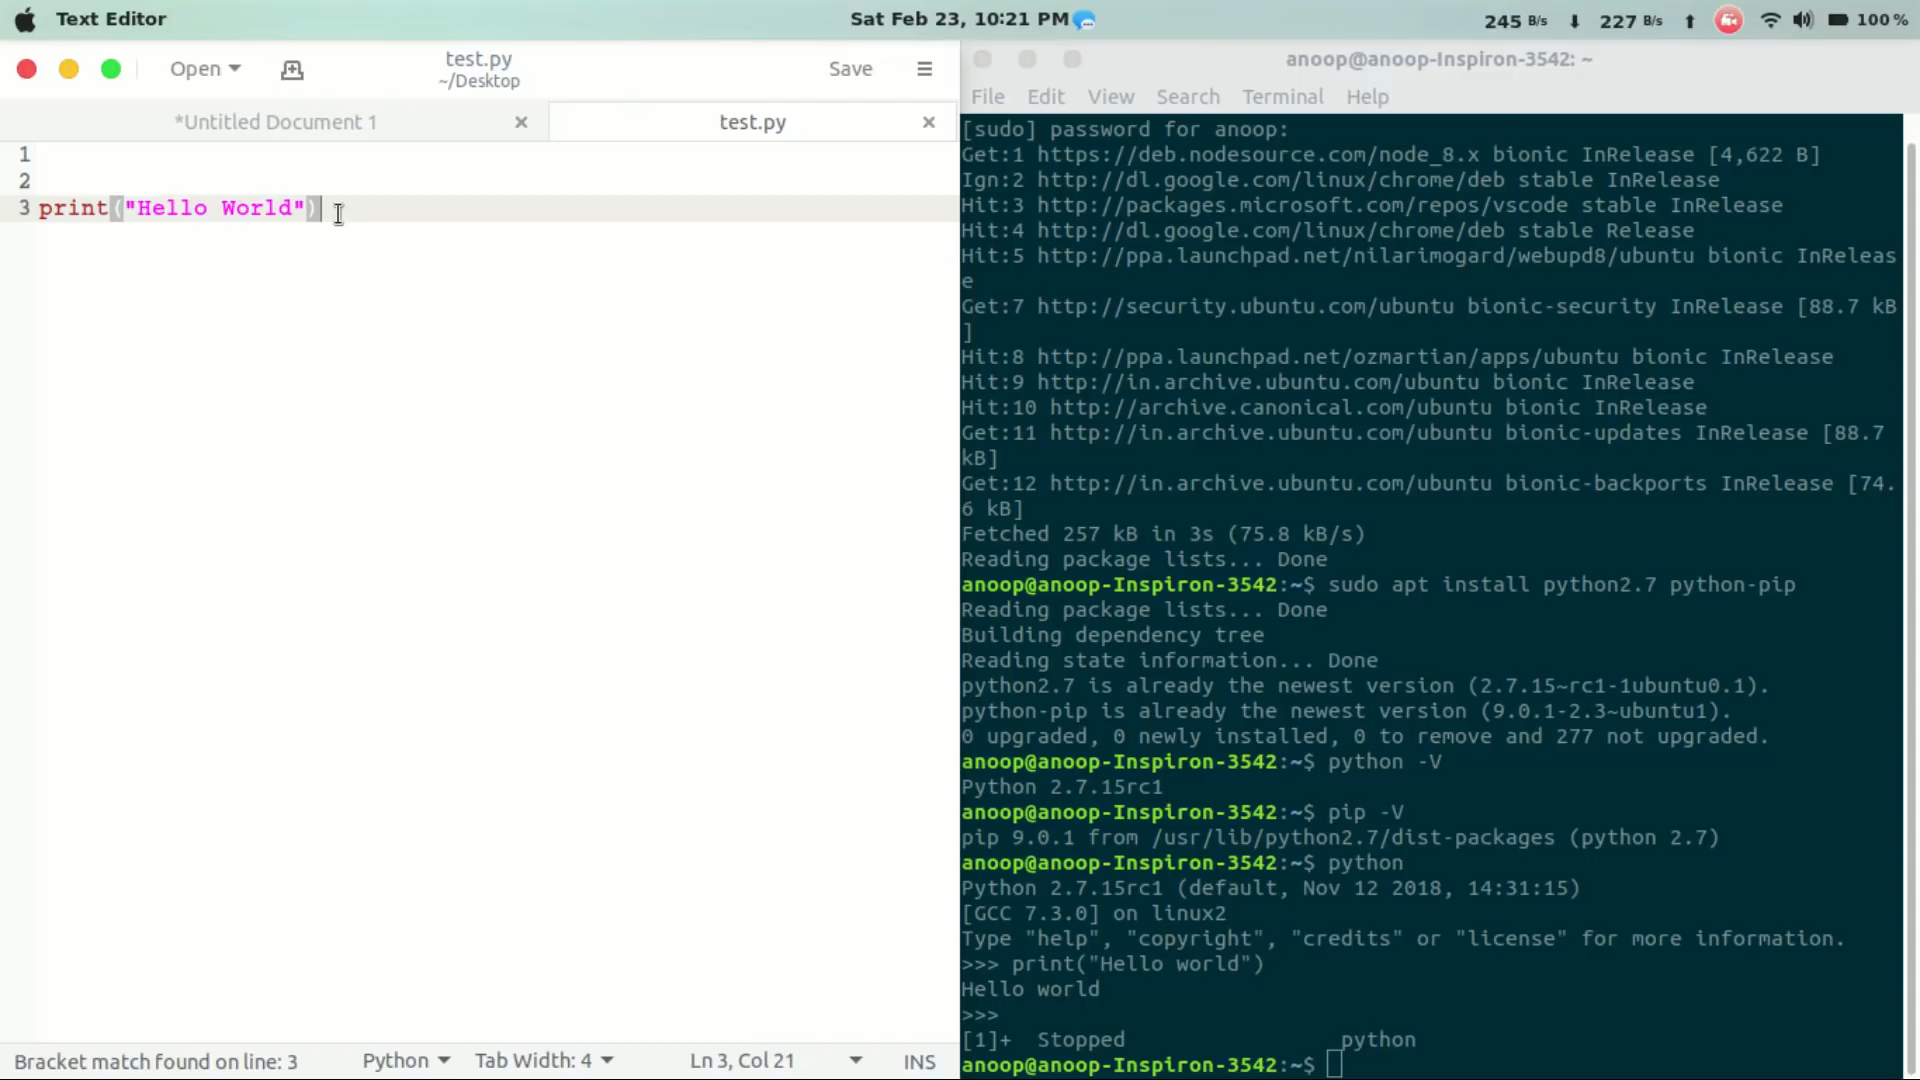 Text Editor
Sat Feb 23, 10:21 PM
245 B/s
227 B/s
100 %
Open
test.py
~/Desktop
Save
*Untitled Document 1
test.py
1
2
3 print("Hello World")
Bracket match found on line: 3
Python
Tab Width: 4
Ln 3, Col 21
INS
anoop@anoop-Inspiron-3542: ~
File Edit View Search Terminal Help
[sudo] password for anoop:
Get:1 https://deb.nodesource.com/node_8.x bionic InRelease [4,622 B]
Ign:2 http://dl.google.com/linux/chrome/deb stable InRelease
Hit:3 http://packages.microsoft.com/repos/vscode stable InRelease
Hit:4 http://dl.google.com/linux/chrome/deb stable Release
Hit:5 http://ppa.launchpad.net/nilarimogard/webupd8/ubuntu bionic InReleas
e
Get:7 http://security.ubuntu.com/ubuntu bionic-security InRelease [88.7 kB
]
Hit:8 http://ppa.launchpad.net/ozmartian/apps/ubuntu bionic InRelease
Hit:9 http://in.archive.ubuntu.com/ubuntu bionic InRelease
Hit:10 http://archive.canonical.com/ubuntu bionic InRelease
Get:11 http://in.archive.ubuntu.com/ubuntu bionic-updates InRelease [88.7
kB]
Get:12 http://in.archive.ubuntu.com/ubuntu bionic-backports InRelease [74.
6 kB]
Fetched 257 kB in 3s (75.8 kB/s)
Reading package lists... Done
anoop@anoop-Inspiron-3542:~$ sudo apt install python2.7 python-pip
Reading package lists... Done
Building dependency tree
Reading state information... Done
python2.7 is already the newest version (2.7.15~rc1-1ubuntu0.1).
python-pip is already the newest version (9.0.1-2.3~ubuntu1).
0 upgraded, 0 newly installed, 0 to remove and 277 not upgraded.
anoop@anoop-Inspiron-3542:~$ python -V
Python 2.7.15rc1
anoop@anoop-Inspiron-3542:~$ pip -V
pip 9.0.1 from /usr/lib/python2.7/dist-packages (python 2.7)
anoop@anoop-Inspiron-3542:~$ python
Python 2.7.15rc1 (default, Nov 12 2018, 14:31:15)
[GCC 7.3.0] on linux2
Type "help", "copyright", "credits" or "license" for more information.
>>> print("Hello world")
Hello world
>>>
[1]+  Stopped                 python
anoop@anoop-Inspiron-3542:~$